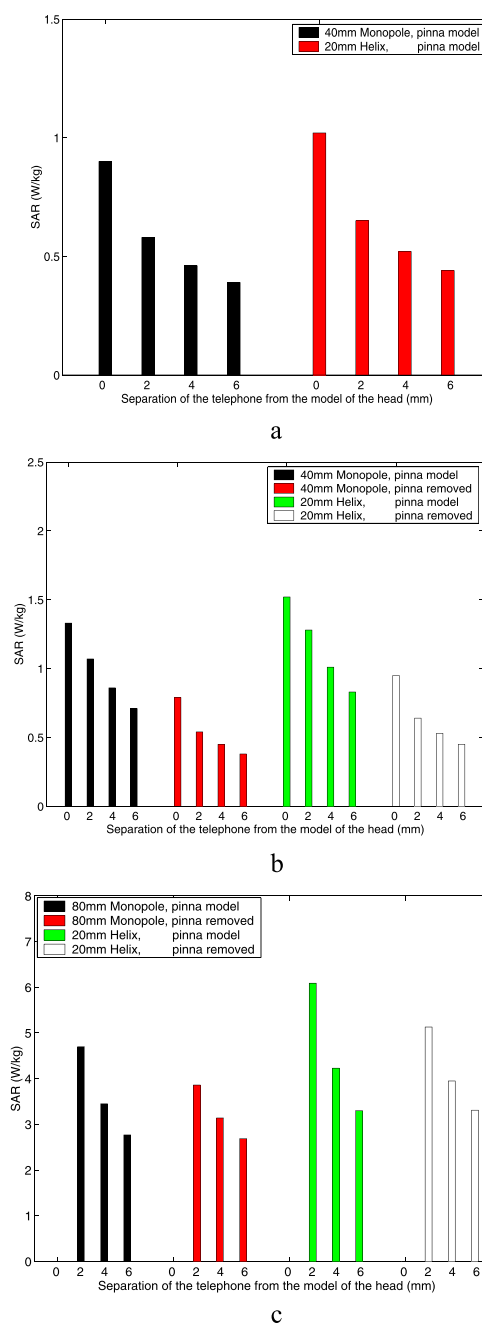 1.5
40mm Monopole, pinna model
20mm Helix, pinna model
1
SAR (W/kg)
0.5
0
0 2 4 6 0 2 4 6
Separation of the telephone from the model of the head (mm)
a
2.5
40mm Monopole, pinna model
40mm Monopole, pinna removed
20mm Helix, pinna model
20mm Helix, pinna removed
2
1.5
SAR (W/kg)
1
0.5
0
0 2 4 6 0 2 4 6 0 2 4 6 0 2 4 6
Separation of the telephone from the model of the head (mm)
b
8
80mm Monopole, pinna model
80mm Monopole, pinna removed
20mm Helix, pinna model
20mm Helix, pinna removed
7
6
5
SAR (W/kg)
4
3
2
1
0
0 2 4 6 0 2 4 6 0 2 4 6 0 2 4 6
Separation of the telephone from the model of the head (mm)
c